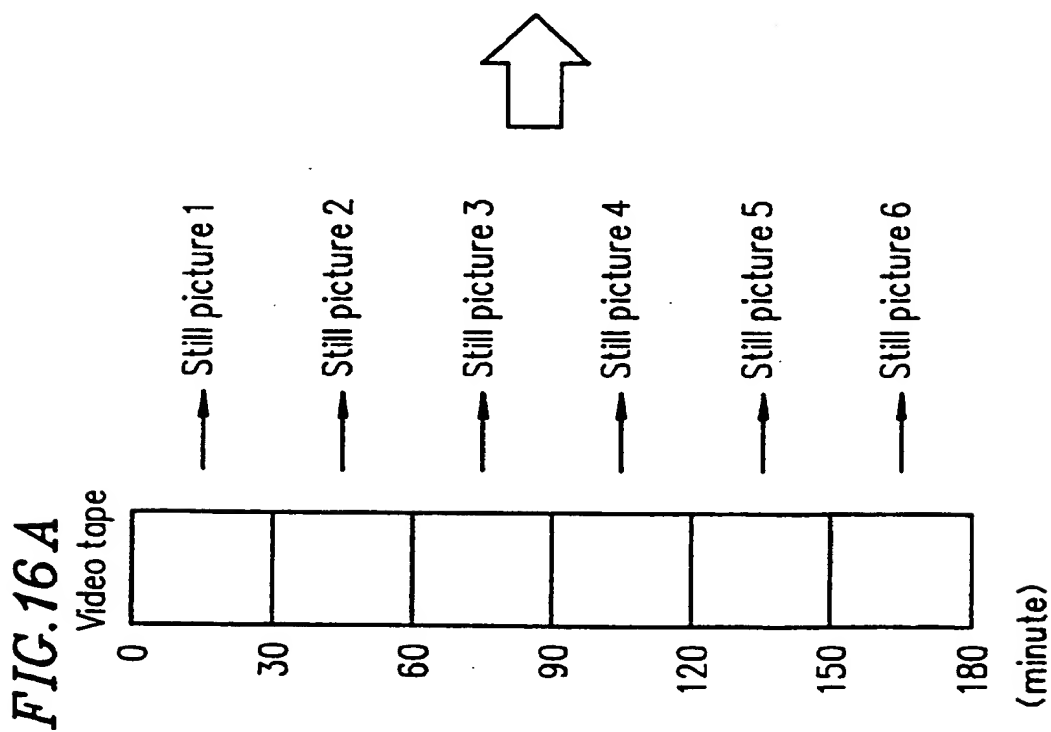 FIG.16A
Video tape
0
30
60
90
120
150
180
(minute)
Still picture 1
Still picture 2
Still picture 3
Still picture 4
Still picture 5
Still picture 6